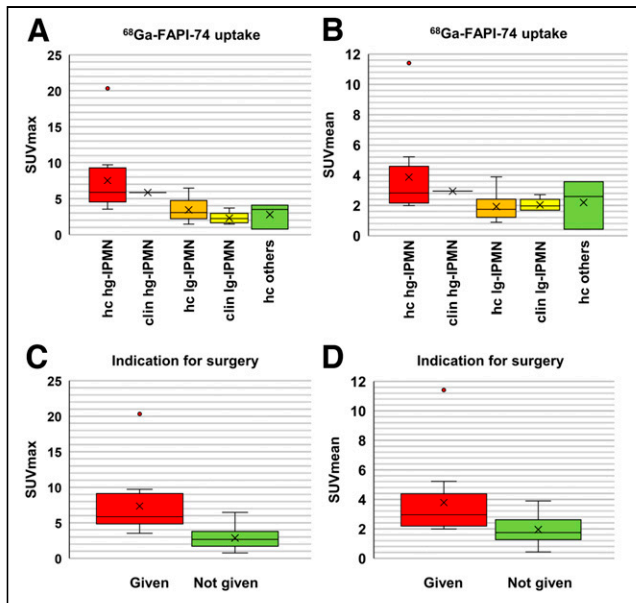 A
⁶⁸Ga-FAPI-74 uptake
SUVmax
25
20
15
10
5
0
hc hg-IPMN
clin hg-IPMN
hc lg-IPMN
clin lg-IPMN
hc others
B
⁶⁸Ga-FAPI-74 uptake
SUVmean
12
10
8
6
4
2
0
hc hg-IPMN
clin hg-IPMN
hc lg-IPMN
clin lg-IPMN
hc others
C
Indication for surgery
SUVmax
25
20
15
10
5
0
Given
Not given
D
Indication for surgery
SUVmean
12
10
8
6
4
2
0
Given
Not given